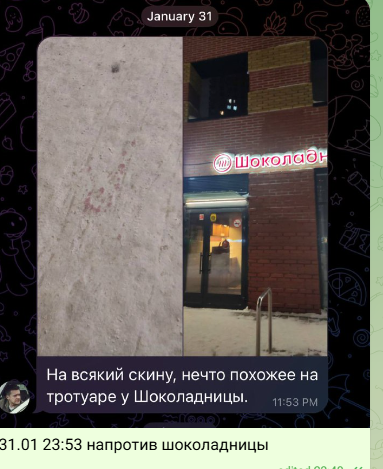 January 31
Шоколадн
На всякий скину, нечто похожее на
тротуаре у Шоколадницы.
11:53 PM
31.01 23:53 напротив шоколадницы
edited